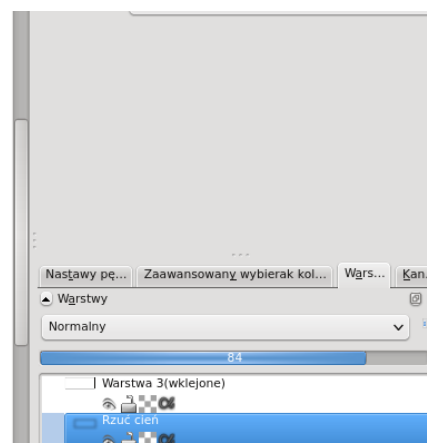 Nastawy pę...
Zaawansowany wybierak kol...
Wars...
Kan.
Warstwy
Normalny
84
Warstwa 3(wklejone)
Rzuć cień